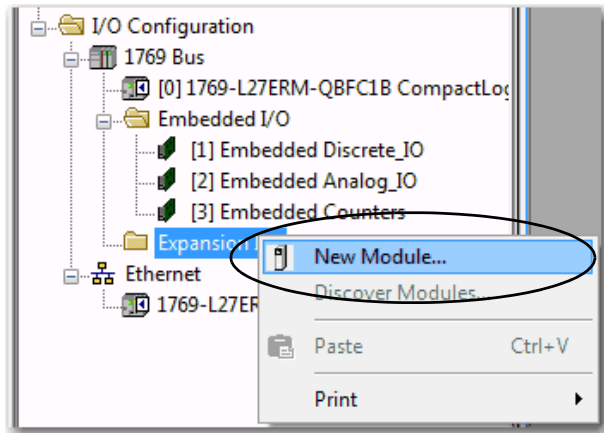 I/O Configuration
1769 Bus
[0] 1769-L27ERM-QBFC1B CompactLog
Embedded I/O
[1] Embedded Discrete_IO
[2] Embedded Analog_IO
[3] Embedded Counters
Expansion
New Module...
Ethernet
Discover Modules...
1769-L27ER
Paste Ctrl+V
Print